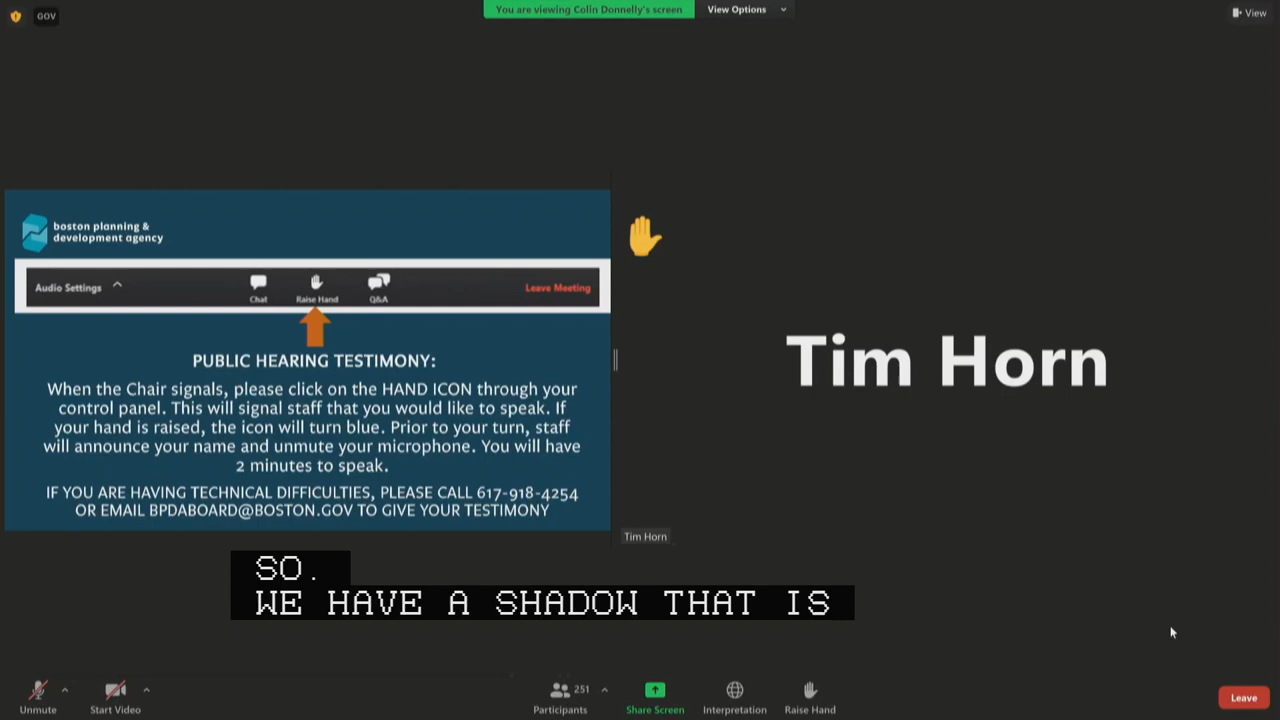 GOV
You are viewing Colin Donnelly's screen
View Options
View
boston planning &
development agency
Audio Settings
Chat
Raise Hand
Q&A
Leave Meeting
PUBLIC HEARING TESTIMONY:
When the Chair signals, please click on the HAND ICON through your
control panel. This will signal staff that you would like to speak. If
your hand is raised, the icon will turn blue. Prior to your turn, staff
will announce your name and unmute your microphone. You will have
2 minutes to speak.
IF YOU ARE HAVING TECHNICAL DIFFICULTIES, PLEASE CALL 617-918-4254
OR EMAIL BPDABOARD@BOSTON.GOV TO GIVE YOUR TESTIMONY
Tim Horn
Tim Horn
SO.
WE HAVE A SHADOW THAT IS
Unmute
Start Video
251
Participants
Share Screen
Interpretation
Raise Hand
Leave